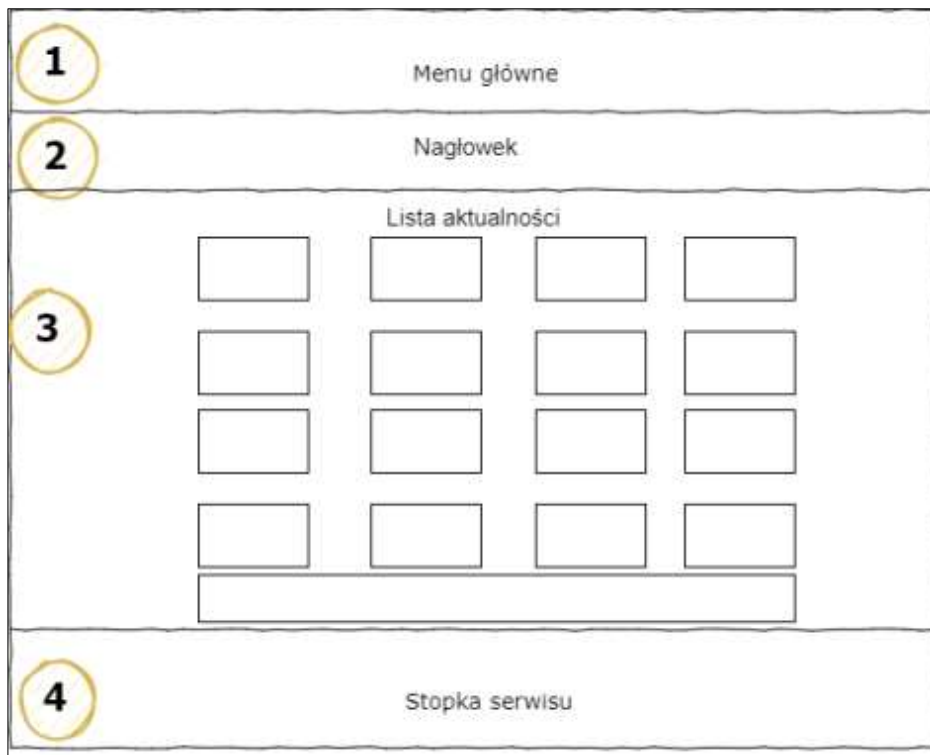 1
Menu główne
2
Nagłowek
Lista aktualności
3
4
Stopka serwisu